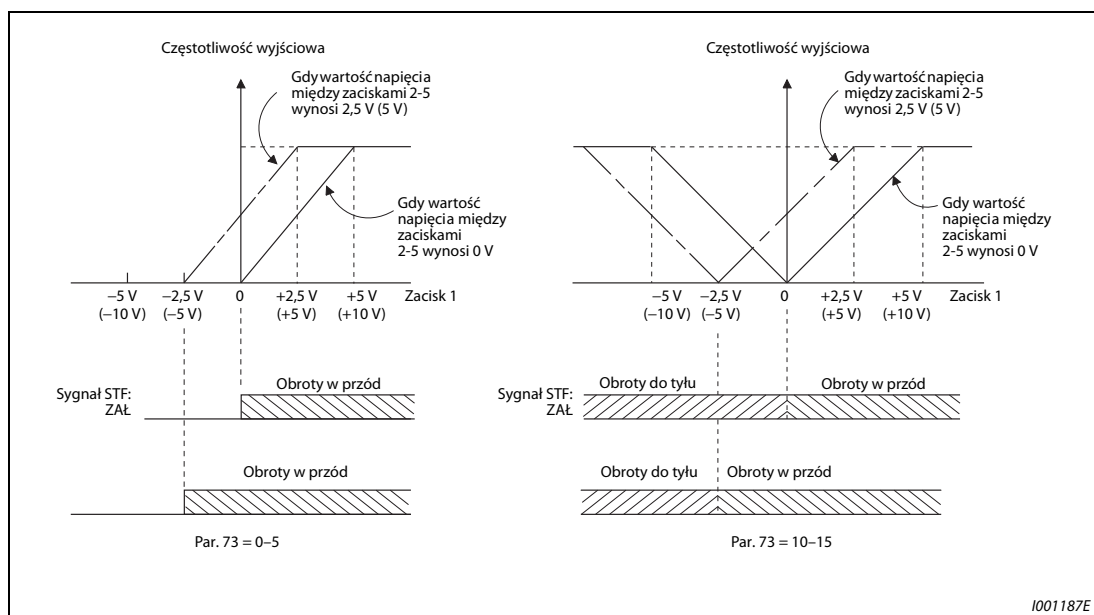 Częstotliwość wyjściowa
Gdy wartość napięcia
między zaciskami 2-5
wynosi 2,5 V (5 V)
Gdy wartość
napięcia między
zaciskami
2-5 wynosi 0 V
–5 V
(–10 V)
–2,5 V
(–5 V)
0
+2,5 V
(+5 V)
+5 V
(+10 V)
Zacisk 1
Sygnał STF:
ZAŁ
Obroty w przód
Obroty w przód
Par. 73 = 0–5
Częstotliwość wyjściowa
Gdy wartość napięcia
między zaciskami 2-5
wynosi 2,5 V (5 V)
Gdy wartość
napięcia między
zaciskami
2-5 wynosi 0 V
–5 V
(–10 V)
–2,5 V
(–5 V)
0
+2,5 V
(+5 V)
+5 V
(+10 V)
Zacisk 1
Sygnał STF:
ZAŁ
Obroty do tyłu
Obroty w przód
Obroty do tyłu
Obroty w przód
Par. 73 = 10–15
I001187E